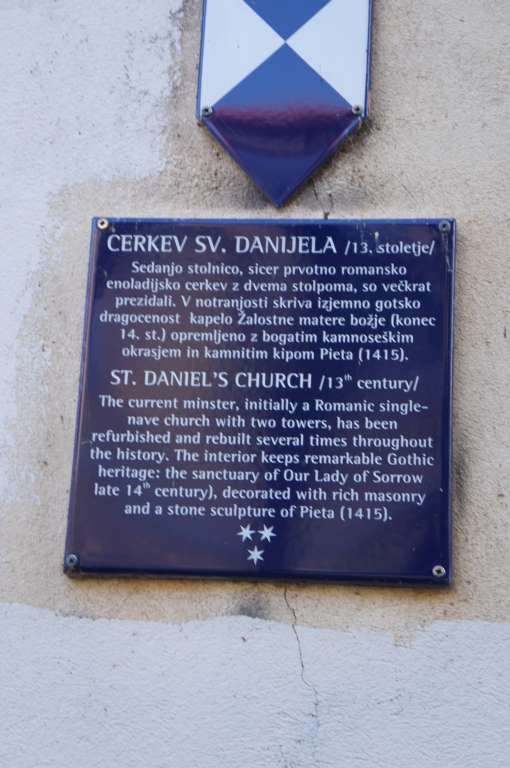 CERKEV SV. DANIJELA /13. stoletje/
Sedanjo stolnico, sicer prvotno romansko
enoladijsko cerkev z dvema stolpoma, so večkrat
prezidali. V notranjosti skriva izjemno gotsko
dragocenost kapelo Žalostne matere božje (konec
14. st.) opremljeno z bogatim kamnoseškim
okrasjem in kamnitim kipom Pieta (1415).
ST. DANIEL'S CHURCH /13th century/
The current minster, initially a Romanic single-
nave church with two towers, has been
refurbished and rebuilt several times throughout
the history. The interior keeps remarkable Gothic
heritage: the sanctuary of Our Lady of Sorrow
late 14th century), decorated with rich masonry
and a stone sculpture of Pieta (1415).